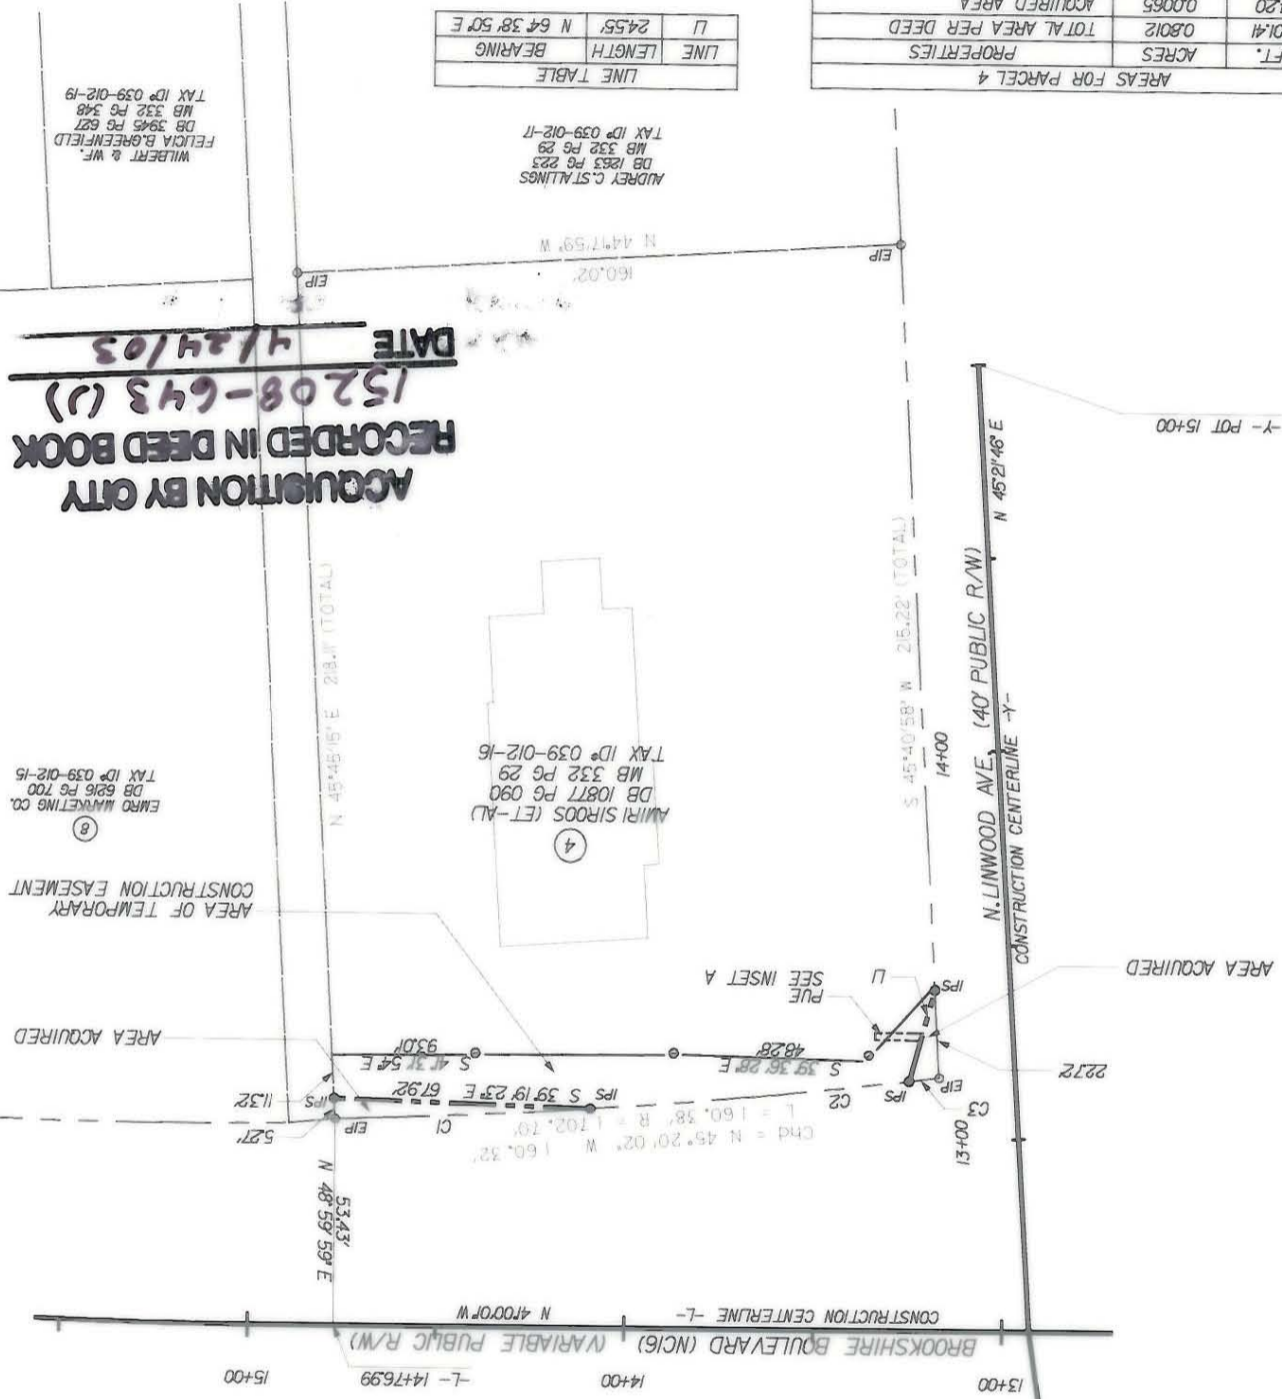 BROOKSHIRE BOULEVARD (NC16) (VARIABLE PUBLIC R/W)
CONSTRUCTION CENTERLINE -L-
N 41°00'01" W
15+00
-L- 14+76.99
14+00
13+00
53.43'
N 48°59'59" E
5.27'
11.32'
AREA ACQUIRED
EIP
IPS
C1
Chd = N 45°20'02" W 160.32'
L = 160.38' R = 1702.70'
S 39°19'23" E
67.92'
IPS
C2
IPS
C3
EIP
13+00
22.72'
AREA ACQUIRED
S 41°31'54" E
93.01'
S 39°36'28" E
48.28'
PUE
SEE INSET A
L1
IPS
AREA OF TEMPORARY
CONSTRUCTION EASEMENT
8
EMRO MARKETING CO.
DB 6216 PG 700
TAX ID# 039-012-15
4
AMIRI SIROOS (ET-AL)
DB 10877 PG 090
MB 332 PG 29
TAX ID# 039-012-16
N 45°45'15" E 218.11' (TOTAL)
S 45°40'58" W 215.22' (TOTAL)
14+00
N. LINWOOD AVE. (40' PUBLIC R/W)
CONSTRUCTION CENTERLINE -Y-
N 45°21'46" E
-Y- POT 15+00
ACQUISITION BY CITY
RECORDED IN DEED BOOK
15208-643 (J)
DATE 4/24/03
EIP
160.02'
N 44°17'59" W
EIP
WILBERT & WF.
FELICIA B. GREENFIELD
DB 3945 PG 627
MB 332 PG 348
TAX ID# 039-012-19
AUDREY C. STALLINGS
DB 1263 PG 223
MB 332 PG 29
TAX ID# 039-012-17
LINE TABLE
LINE LENGTH BEARING
L1 24.55' N 64°38'50" E
AREAS FOR PARCEL 4
PROPERTIES ACRES FT.
TOTAL AREA PER DEED 0.8012
ACQUIRED AREA 0.0065